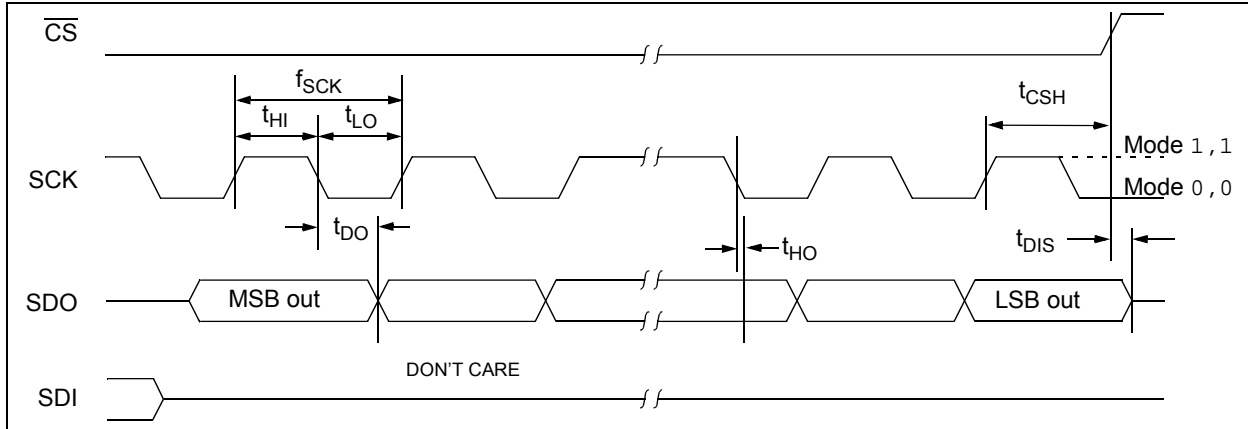 CS
fSCK
tHI tLO
tCSH
Mode 1,1
SCK
Mode 0,0
tDO
tHO
tDIS
SDO
MSB out
LSB out
DON'T CARE
SDI